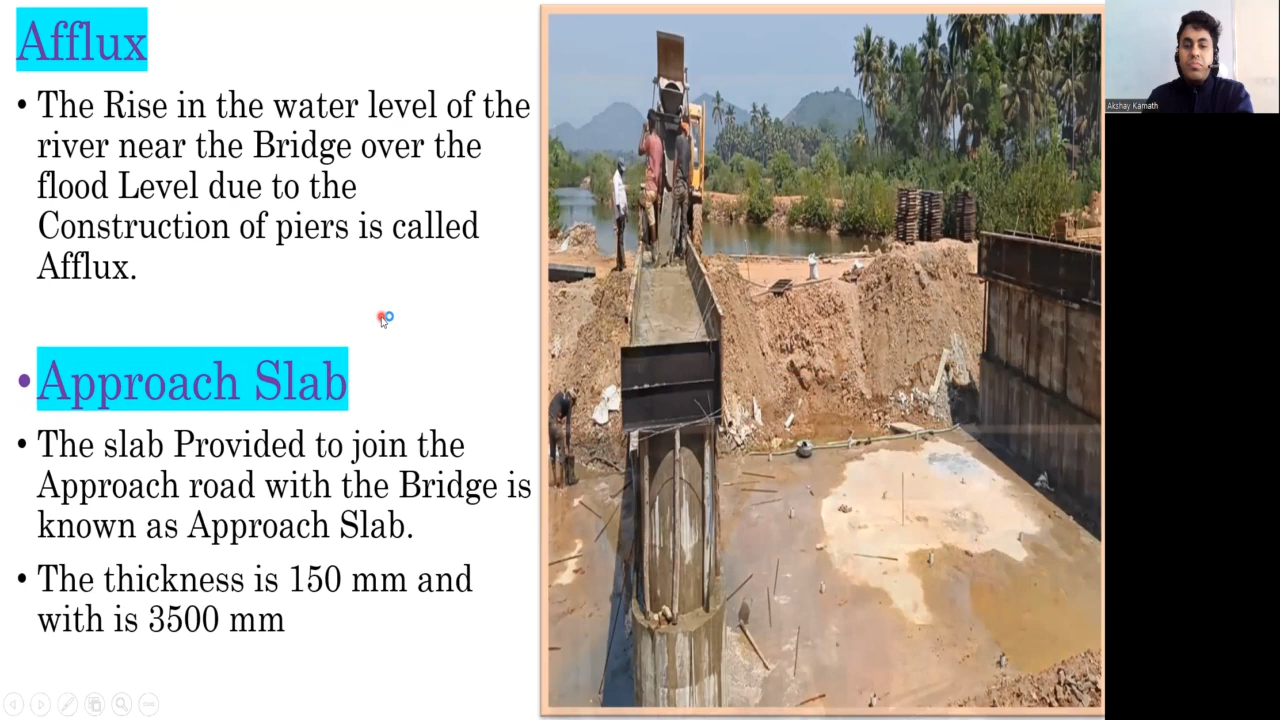 Afflux
• The Rise in the water level of the
river near the Bridge over the
flood Level due to the
Construction of piers is called
Afflux.
• Approach Slab
• The slab Provided to join the
Approach road with the Bridge is
known as Approach Slab.
• The thickness is 150 mm and
with is 3500 mm
Akshay Kamath